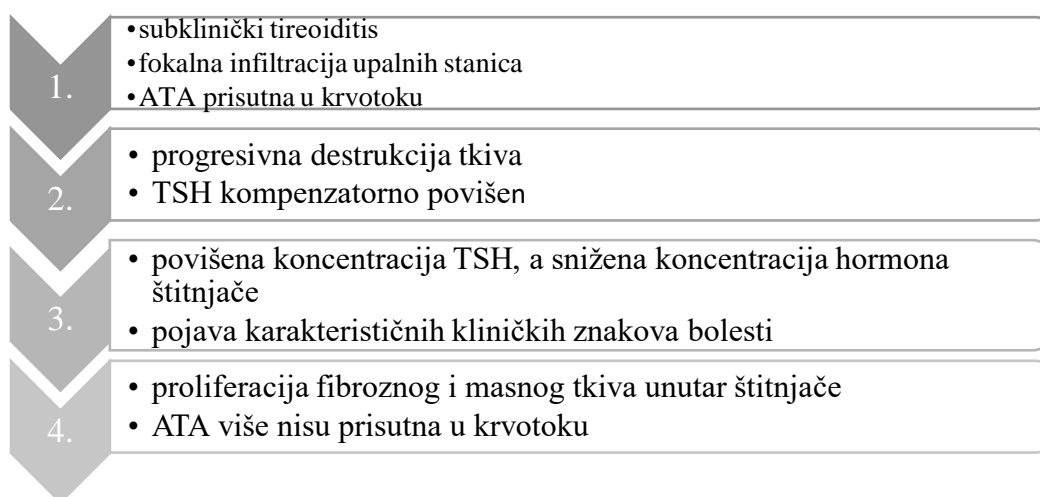 1.
•subklinički tireoiditis
•fokalna infiltracija upalnih stanica
•ATA prisutna u krvotoku
2.
• progresivna destrukcija tkiva
• TSH kompenzatorno povišen
3.
• povišena koncentracija TSH, a snižena koncentracija hormona
štitnjače
• pojava karakterističnih kliničkih znakova bolesti
4.
• proliferacija fibroznog i masnog tkiva unutar štitnjače
• ATA više nisu prisutna u krvotoku